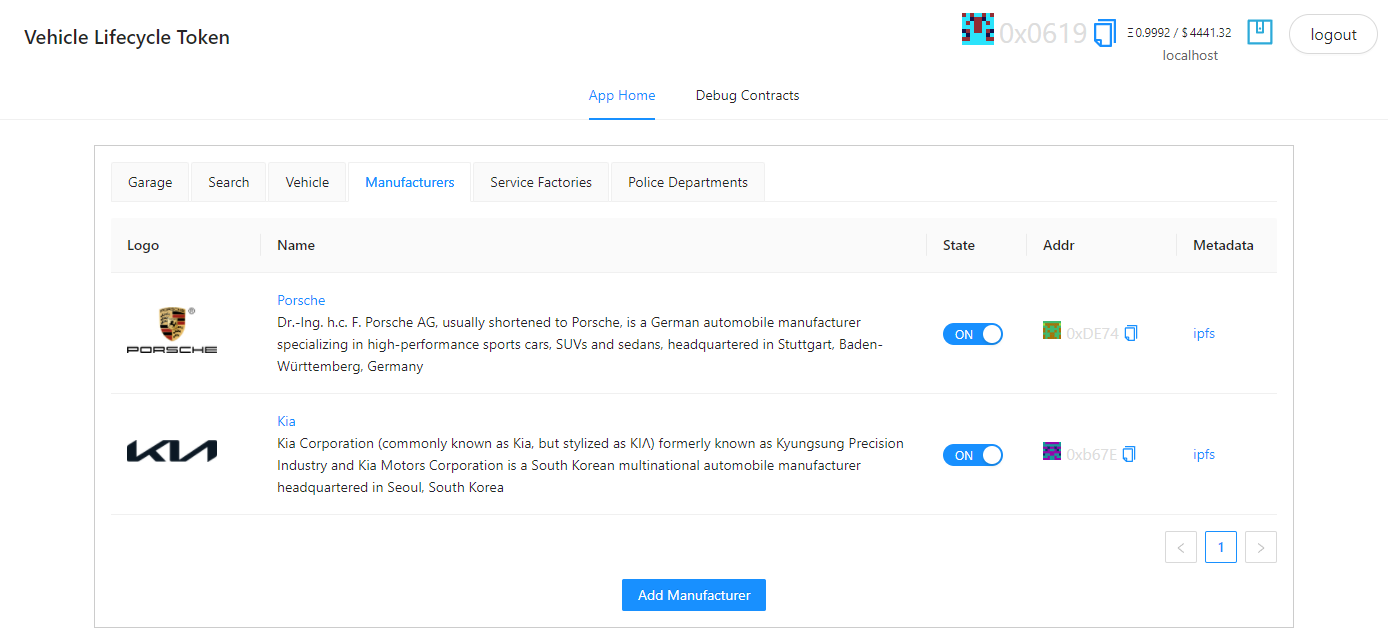 Vehicle Lifecycle Token
0x0619
Ξ 0.9992 / $ 4441.32
localhost
logout
App Home
Debug Contracts
Garage
Search
Vehicle
Manufacturers
Service Factories
Police Departments
Logo
Name
State
Addr
Metadata
PORSCHE
®
Porsche
Dr.-Ing. h.c. F. Porsche AG, usually shortened to Porsche, is a German automobile manufacturer
specializing in high-performance sports cars, SUVs and sedans, headquartered in Stuttgart, Baden-
Württemberg, Germany
ON
0xDE74
ipfs
KIA
Kia
Kia Corporation (commonly known as Kia, but stylized as KIΛ) formerly known as Kyungsung Precision
Industry and Kia Motors Corporation is a South Korean multinational automobile manufacturer
headquartered in Seoul, South Korea
ON
0xb67E
ipfs
<
1
>
Add Manufacturer